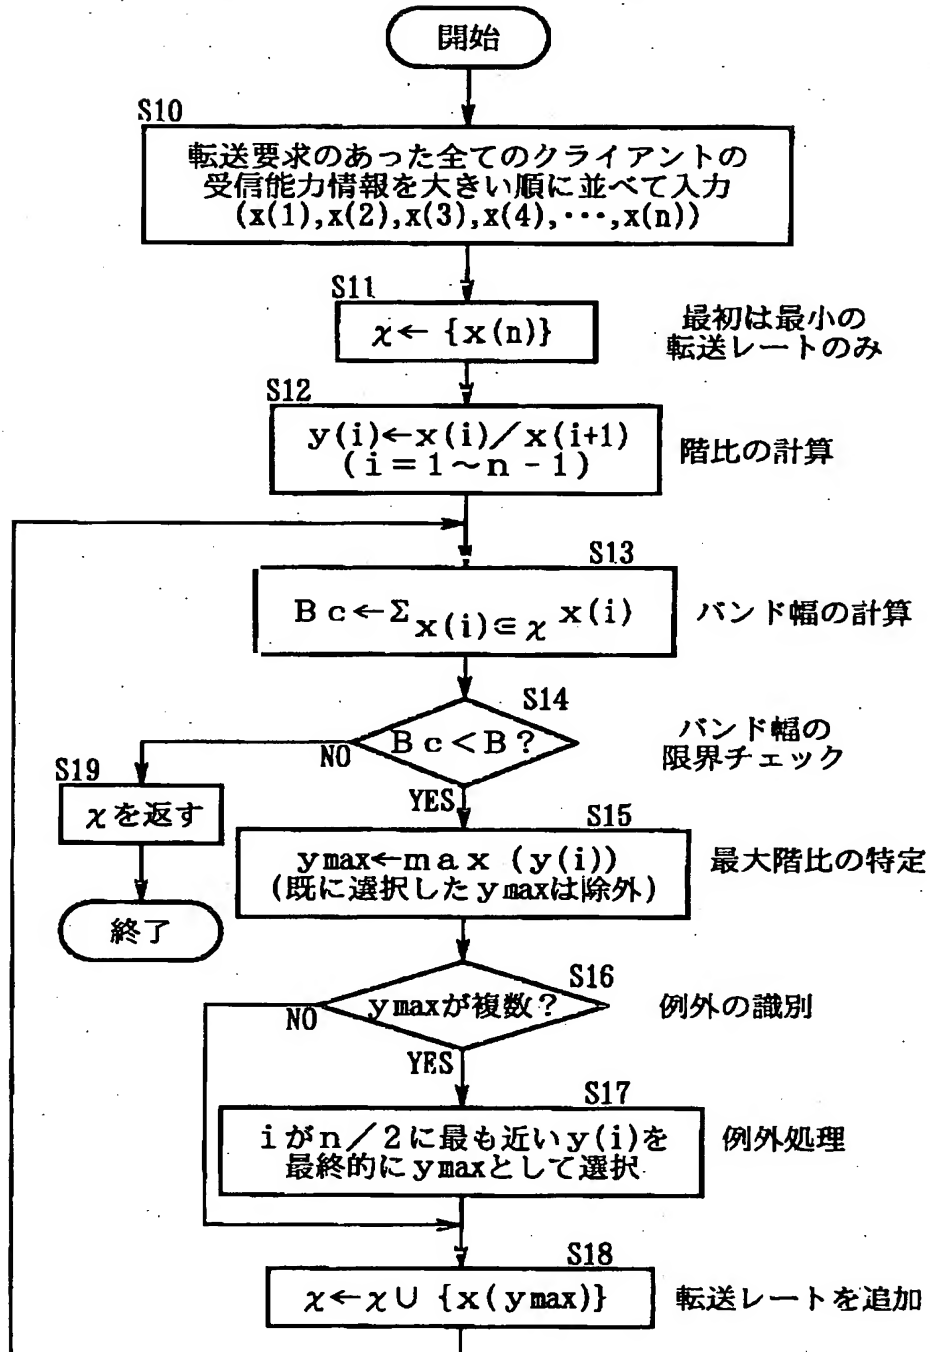 開始
S10
転送要求のあった全てのクライアントの
受信能力情報を大きい順に並べて入力
(x(1),x(2),x(3),x(4),···,x(n))
S11
χ← {x(n)}
最初は最小の
転送レートのみ
S12
y(i)←x(i)/x(i+1)
(i=1~n-1)
階比の計算
S13
Bc←Σx(i)∈χ x(i)
バンド幅の計算
S14
Bc<B?
NO
YES
バンド幅の
限界チェック
S19
χを返す
終了
S15
ymax←max (y(i))
(既に選択したymaxは除外)
最大階比の特定
S16
ymaxが複数?
NO
YES
例外の識別
S17
iがn/2に最も近いy(i)を
最終的にymaxとして選択
例外処理
S18
χ←χ∪ {x(ymax)}
転送レートを追加